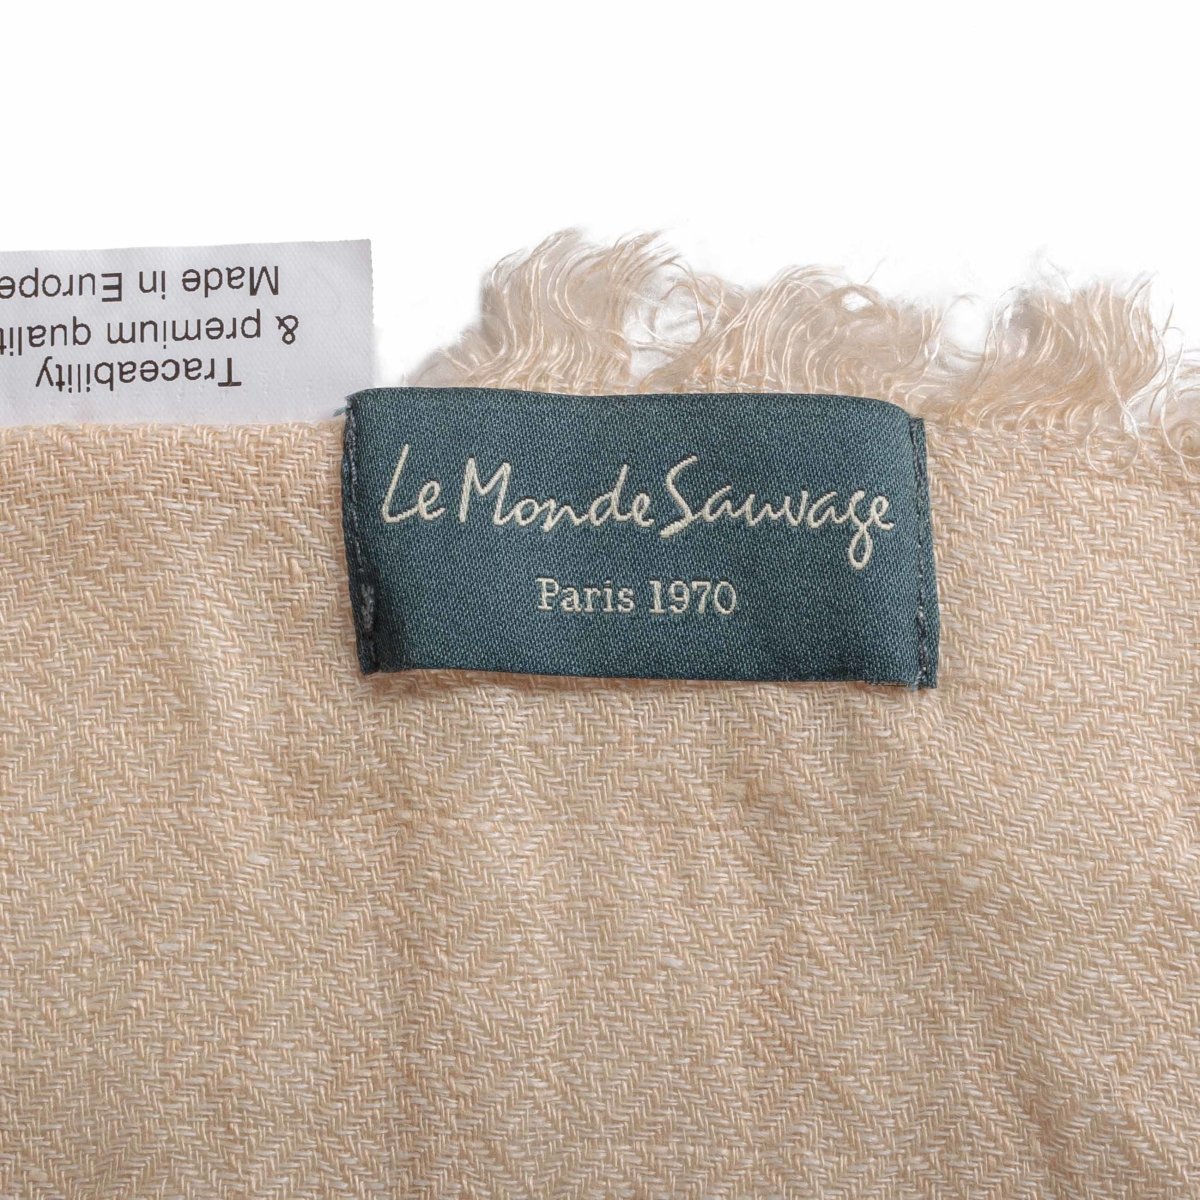 Le Monde Sauvage
Paris 1970
Traceability
& premium
Made in Europe